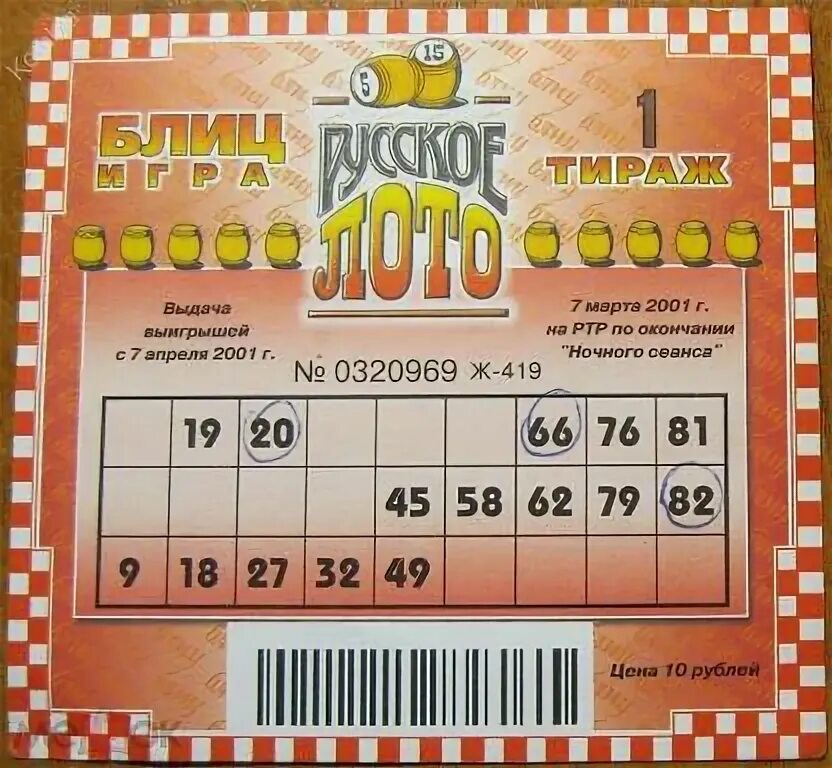 5 15
БЛИЦ
ИГРА
РУССКОЕ
ЛОТО
1
ТИРАЖ
Выдача
выигрышей
с 7 апреля 2001 г.
7 марта 2001 г.
на РТР по окончании
"Ночного сеанса"
№ 0320969 Ж-419
19 20 66 76 81
45 58 62 79 82
9 18 27 32 49
Цена 10 рублей